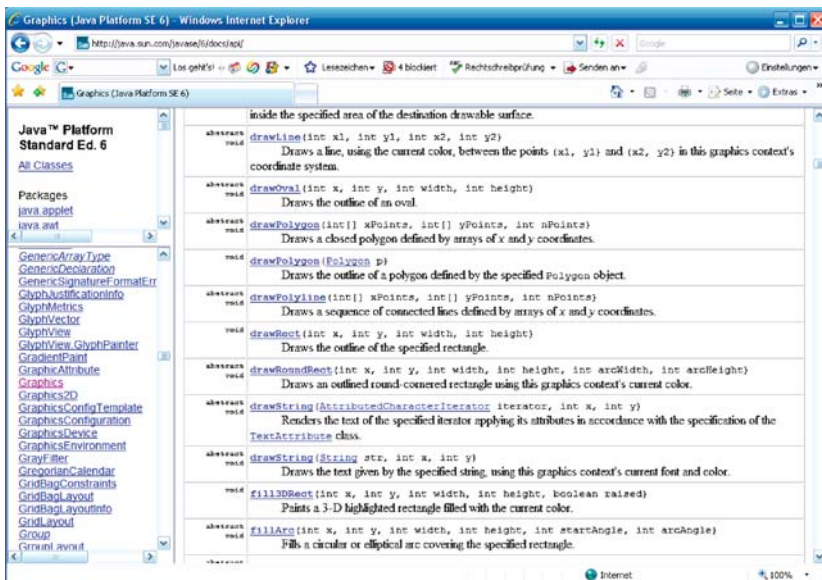 Graphics (Java Platform SE 6) - Windows Internet Explorer
http://java.sun.com/javase/6/docs/api/
Google
Google
Los geht's!
Lesezeichen
4 blockiert
Rechtschreibprüfung
Senden an
Einstellungen
Graphics (Java Platform SE 6)
Seite
Extras
Java™ Platform
Standard Ed. 6
All Classes
Packages
java.applet
java.awt
GenericArrayType
GenericDeclaration
GenericSignatureFormatErr
GlyphJustificationInfo
GlyphMetrics
GlyphVector
GlyphView
GlyphView.GlyphPainter
GradientPaint
GraphicAttribute
Graphics
Graphics2D
GraphicsConfigTemplate
GraphicsConfiguration
GraphicsDevice
GraphicsEnvironment
GrayFilter
GregorianCalendar
GridBagConstraints
GridBagLayout
GridBagLayoutInfo
GridLayout
Group
GroupLayout
inside the specified area of the destination drawable surface.
abstract void drawLine(int x1, int y1, int x2, int y2)
Draws a line, using the current color, between the points (x1, y1) and (x2, y2) in this graphics context's
coordinate system.
abstract void drawOval(int x, int y, int width, int height)
Draws the outline of an oval.
abstract void drawPolygon(int[] xPoints, int[] yPoints, int nPoints)
Draws a closed polygon defined by arrays of x and y coordinates.
void drawPolygon(Polygon p)
Draws the outline of a polygon defined by the specified Polygon object.
abstract void drawPolyline(int[] xPoints, int[] yPoints, int nPoints)
Draws a sequence of connected lines defined by arrays of x and y coordinates.
void drawRect(int x, int y, int width, int height)
Draws the outline of the specified rectangle.
abstract void drawRoundRect(int x, int y, int width, int height, int arcWidth, int arcHeight)
Draws an outlined round-cornered rectangle using this graphics context's current color.
abstract void drawString(AttributedCharacterIterator iterator, int x, int y)
Renders the text of the specified iterator applying its attributes in accordance with the specification of the
TextAttribute class.
abstract void drawString(String str, int x, int y)
Draws the text given by the specified string, using this graphics context's current font and color.
void fill3DRect(int x, int y, int width, int height, boolean raised)
Paints a 3-D highlighted rectangle filled with the current color.
abstract void fillArc(int x, int y, int width, int height, int startAngle, int arcAngle)
Fills a circular or elliptical arc covering the specified rectangle.
abstract
Internet
100%